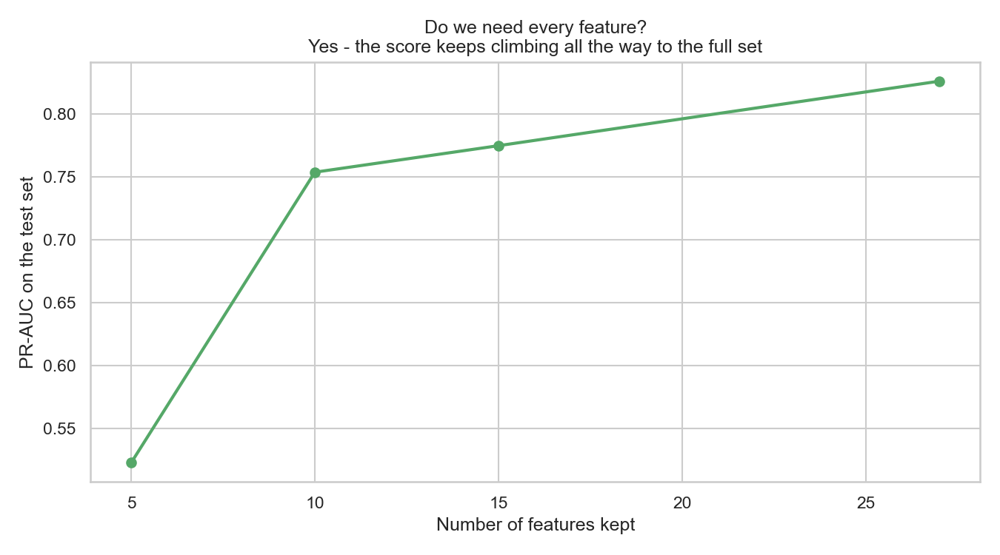 Do we need every feature?
Yes - the score keeps climbing all the way to the full set
PR-AUC on the test set
0.80
0.75
0.70
0.65
0.60
0.55
5 10 15 20 25
Number of features kept